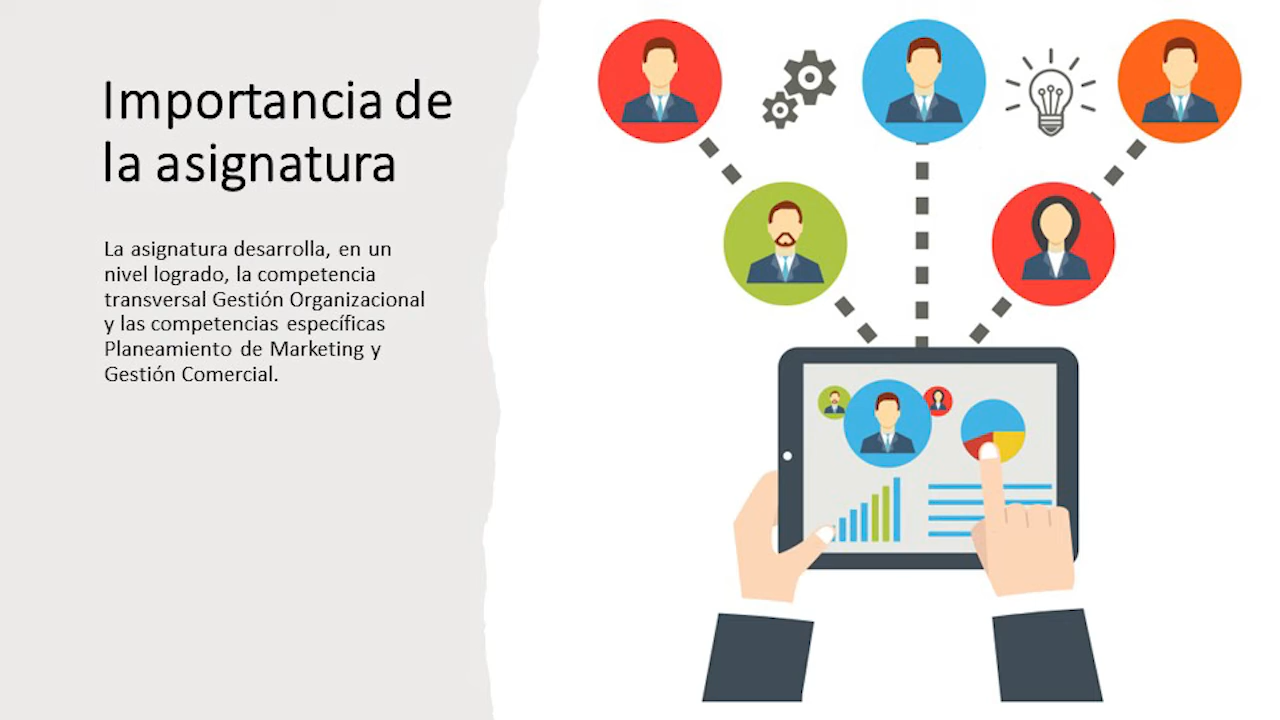 Importancia de
la asignatura
La asignatura desarrolla, en un
nivel logrado, la competencia
transversal Gestión Organizacional
y las competencias específicas
Planeamiento de Marketing y
Gestión Comercial.